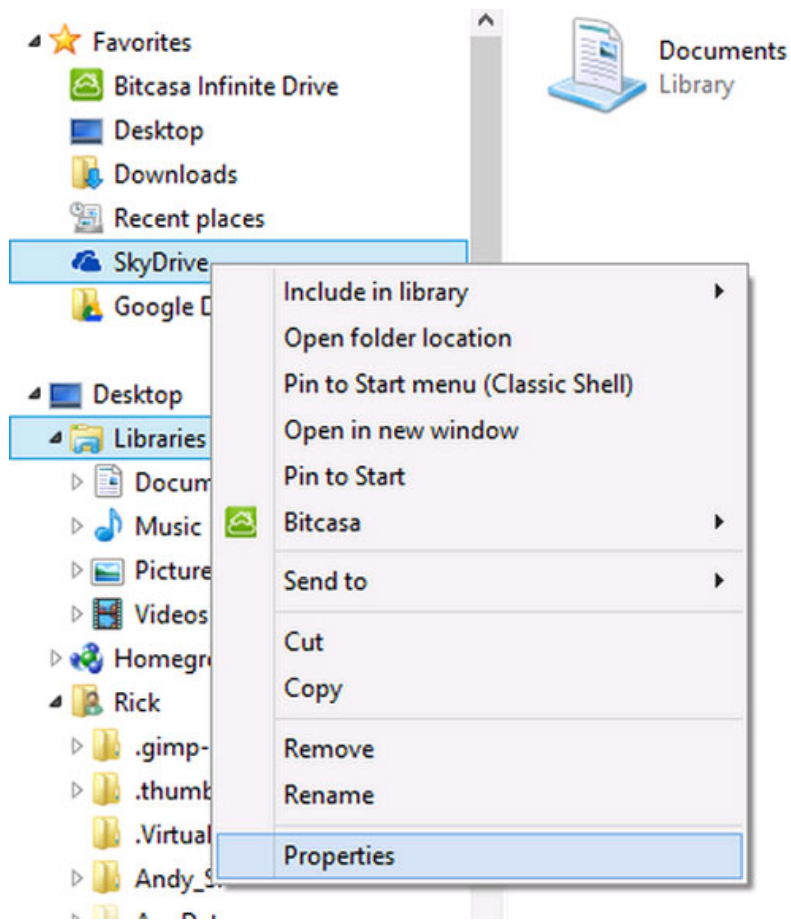 Favorites
Bitcasa Infinite Drive
Desktop
Downloads
Recent places
SkyDrive
Google
Desktop
Libraries
Docum
Music
Picture
Videos
Homegr
Rick
.gimp-
.thumb
.Virtual
Andy_S
Documents
Library
Include in library
Open folder location
Pin to Start menu (Classic Shell)
Open in new window
Pin to Start
Bitcasa
Send to
Cut
Copy
Remove
Rename
Properties